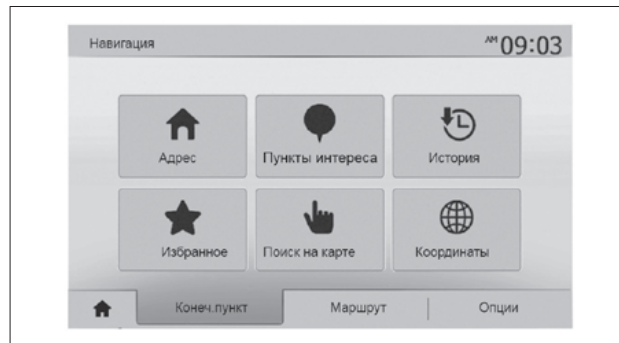 Навигация AM 09:03
Адрес Пункты интереса История
Избранное Поиск на карте Координаты
Конеч.пункт Маршрут Опции